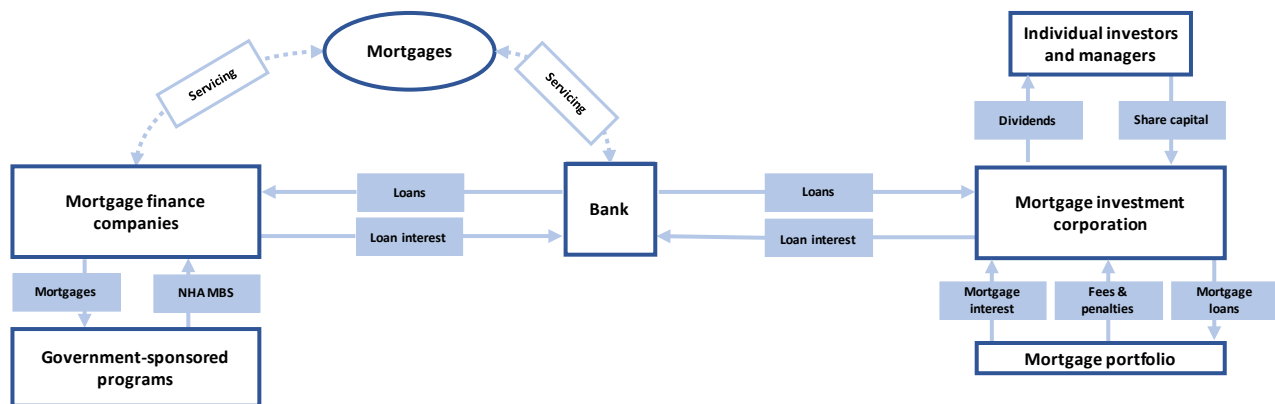 Mortgages
Servicing
Servicing
Individual investors
and managers
Dividends
Share capital
Mortgage finance
companies
Loans
Loan interest
Bank
Loans
Loan interest
Mortgage investment
corporation
Mortgages
NHA MBS
Mortgage
interest
Fees &
penalties
Mortgage
loans
Government-sponsored
programs
Mortgage portfolio